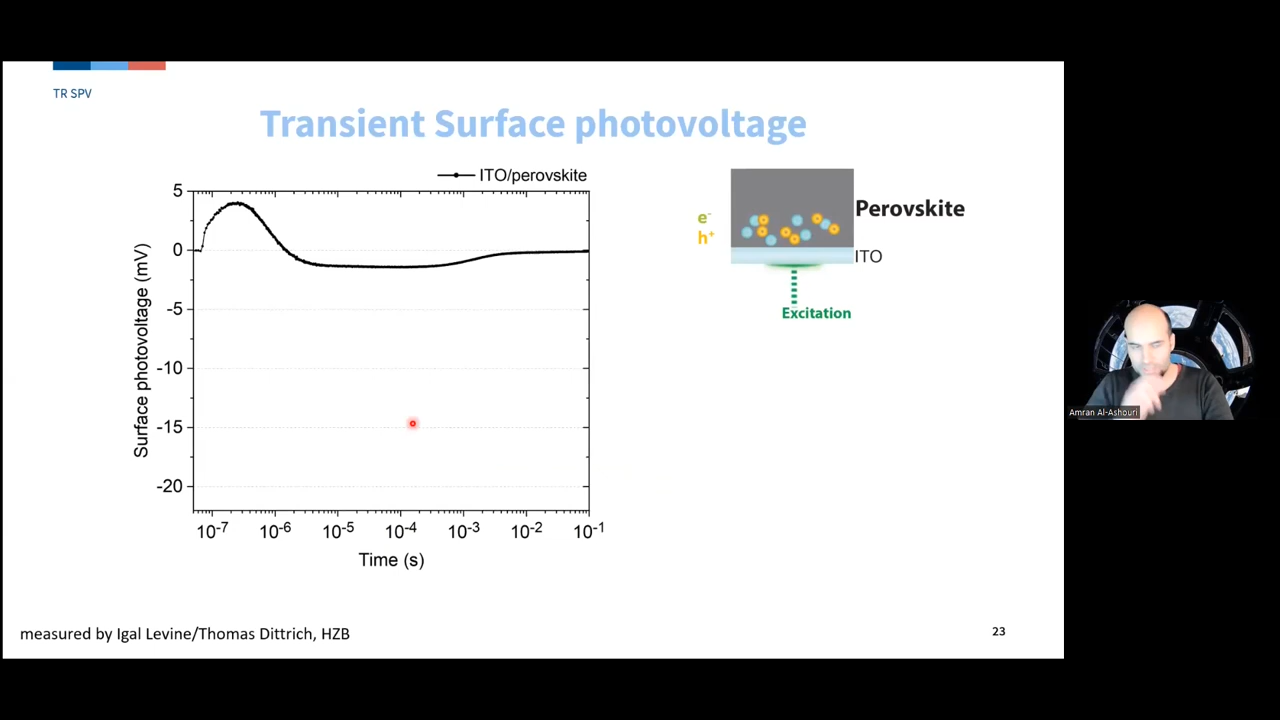 TR SPV
Transient Surface photovoltage
ITO/perovskite
5
0
-5
-10
-15
-20
Surface photovoltage (mV)
10-7
10-6
10-5
10-4
10-3
10-2
10-1
Time (s)
e-
h+
Perovskite
ITO
Excitation
Amran Al-Ashouri
measured by Igal Levine/Thomas Dittrich, HZB
23